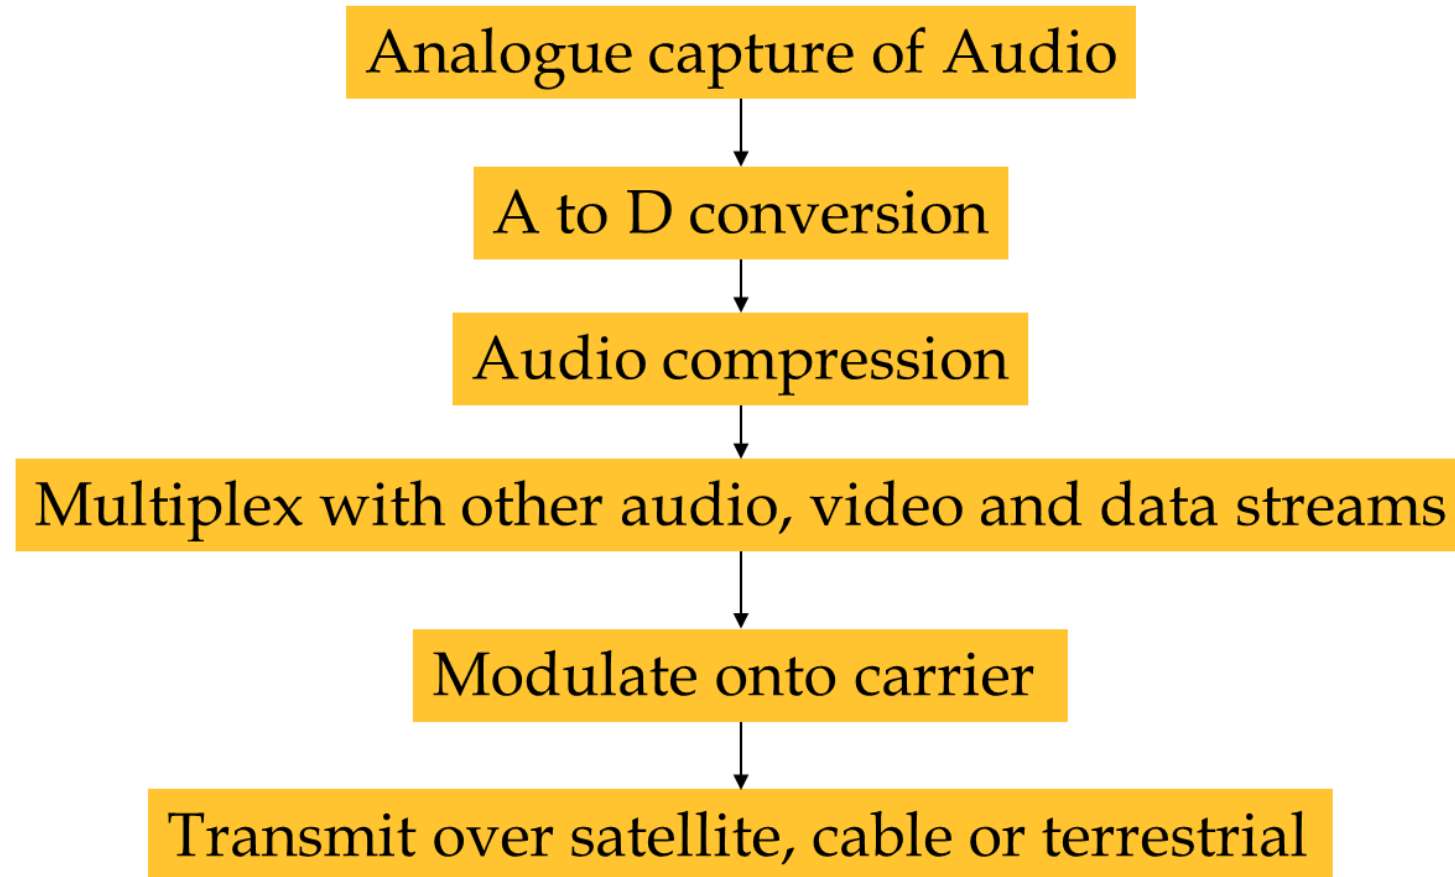 Analogue capture of Audio
A to D conversion
Audio compression
Multiplex with other audio, video and data streams
Modulate onto carrier
Transmit over satellite, cable or terrestrial